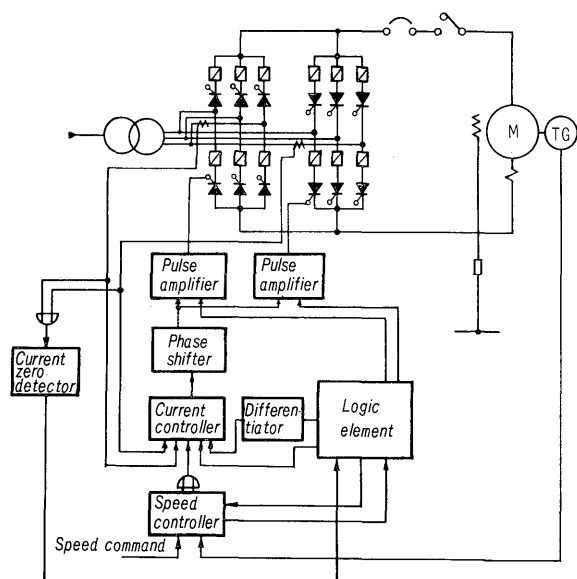 M
TG
Pulse
amplifier
Pulse
amplifier
Phase
shifter
Current
zero
detector
Current
controller
Differen-
tiator
Logic
element
Speed
controller
Speed command